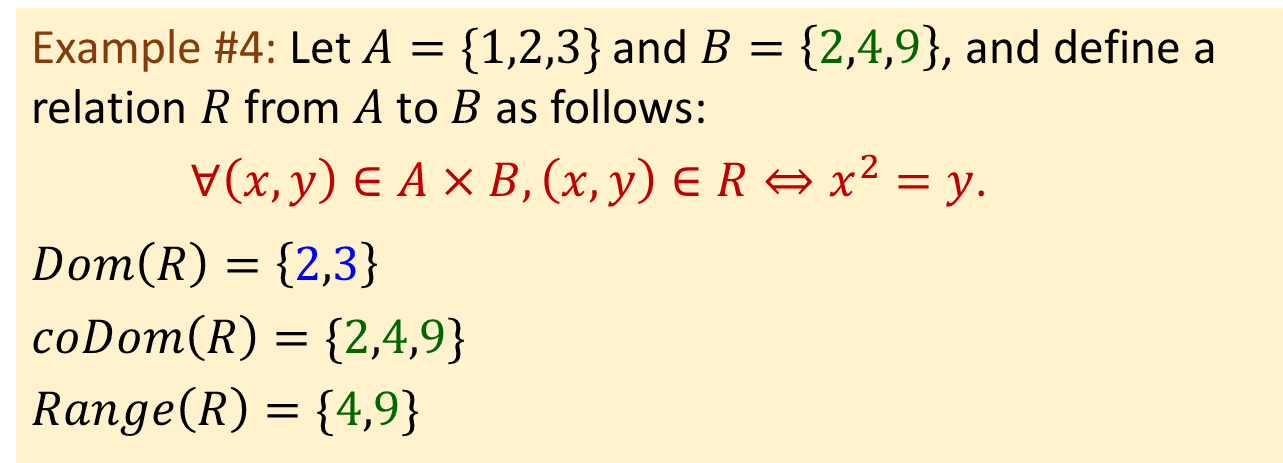 Example #4: Let A = {1,2,3} and B = {2,4,9}, and define a
relation R from A to B as follows:
∀(x, y) ∈ A × B, (x, y) ∈ R ⇔ x² = y.
Dom(R) = {2,3}
coDom(R) = {2,4,9}
Range(R) = {4,9}